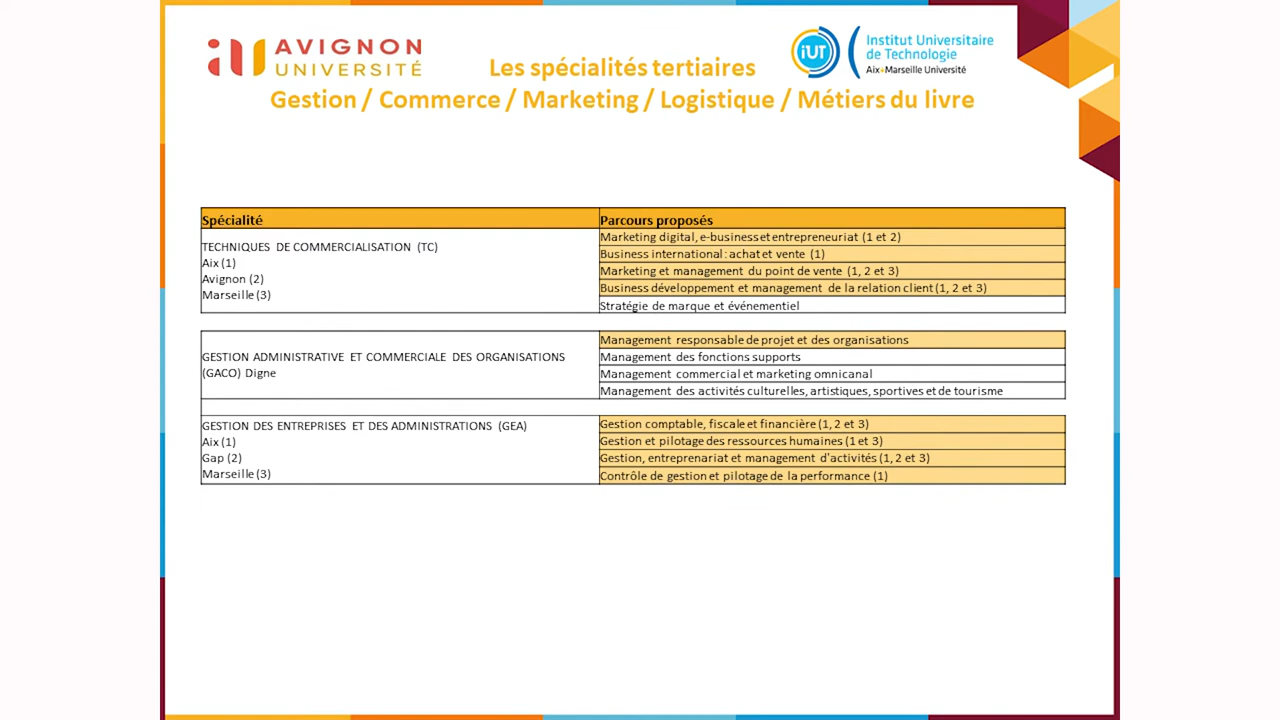 AVIGNON
UNIVERSITÉ
iUT
Institut Universitaire
de Technologie
Aix+Marseille Université
Les spécialités tertiaires
Gestion / Commerce / Marketing / Logistique / Métiers du livre
Spécialité
Parcours proposés
TECHNIQUES DE COMMERCIALISATION (TC)
Aix (1)
Avignon (2)
Marseille (3)
Marketing digital, e-business et entrepreneuriat (1 et 2)
Business international : achat et vente (1)
Marketing et management du point de vente (1, 2 et 3)
Business développement et management de la relation client (1, 2 et 3)
Stratégie de marque et événementiel
GESTION ADMINISTRATIVE ET COMMERCIALE DES ORGANISATIONS
(GACO) Digne
Management responsable de projet et des organisations
Management des fonctions supports
Management commercial et marketing omnicanal
Management des activités culturelles, artistiques, sportives et de tourisme
GESTION DES ENTREPRISES ET DES ADMINISTRATIONS (GEA)
Aix (1)
Gap (2)
Marseille (3)
Gestion comptable, fiscale et financière (1, 2 et 3)
Gestion et pilotage des ressources humaines (1 et 3)
Gestion, entreprenariat et management d'activités (1, 2 et 3)
Contrôle de gestion et pilotage de la performance (1)